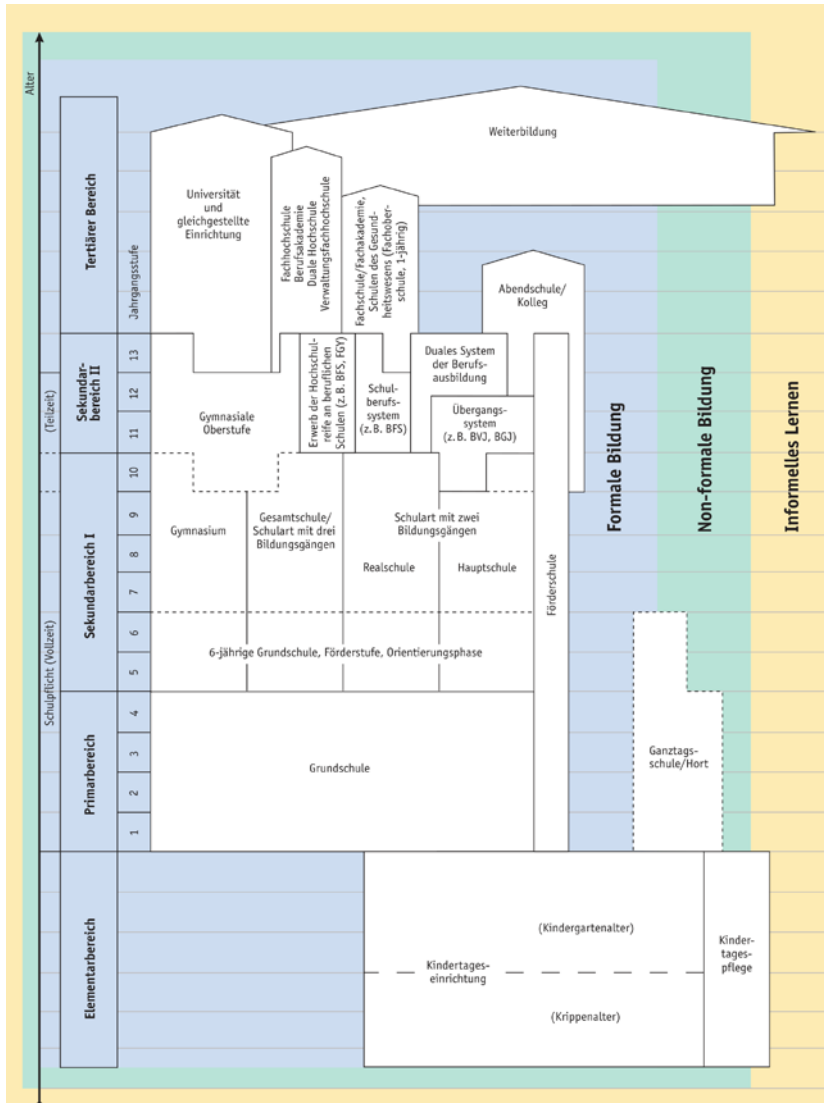 Alter
Weiterbildung
Tertiärer Bereich
Jahrgangsstufe
Universität
und
gleichgestellte
Einrichtung
Fachhochschule
Berufsakademie
Duale Hochschule
Verwaltungsfachhochschule
Fachschule/Fachakademie,
Schulen des Gesund-
heitswesens (Fachober-
schule, 1-jährig)
Abendschule/
Kolleg
(Teilzeit)
Sekundar-
bereich II
13
12
11
Gymnasiale
Oberstufe
Erwerb der Hochschul-
reife an beruflichen
Schulen (z. B. BFS, FGY)
Schul-
berufs-
system
(z. B. BFS)
Duales System
der Berufs-
ausbildung
Übergangs-
system
(z. B. BVJ, BGJ)
Formale Bildung
Non-formale Bildung
Informelles Lernen
Schulpflicht (Vollzeit)
Sekundarbereich I
10
9
8
7
6
5
Gymnasium
Gesamtschule/
Schulart mit drei
Bildungsgängen
Schulart mit zwei
Bildungsgängen
Realschule
Hauptschule
Förderschule
6-jährige Grundschule, Förderstufe, Orientierungsphase
Primarbereich
4
3
2
1
Grundschule
Ganztags-
schule/Hort
Elementarbereich
(Kindergartenalter)
Kindertages-
einrichtung
(Krippenalter)
Kinder-
tages-
pflege